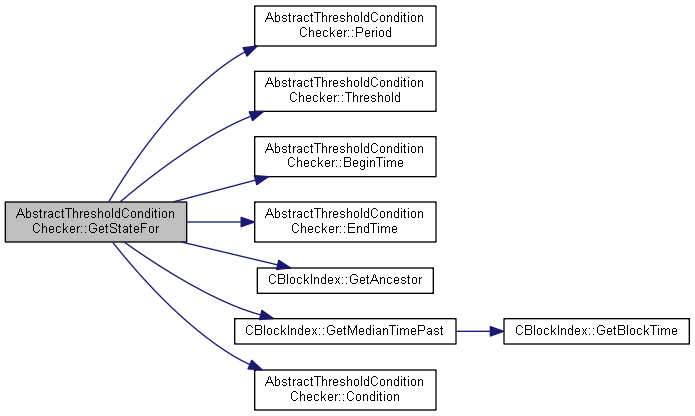 AbstractThresholdCondition
Checker::GetStateFor
AbstractThresholdCondition
Checker::Period
AbstractThresholdCondition
Checker::Threshold
AbstractThresholdCondition
Checker::BeginTime
AbstractThresholdCondition
Checker::EndTime
CBlockIndex::GetAncestor
CBlockIndex::GetMedianTimePast
CBlockIndex::GetBlockTime
AbstractThresholdCondition
Checker::Condition